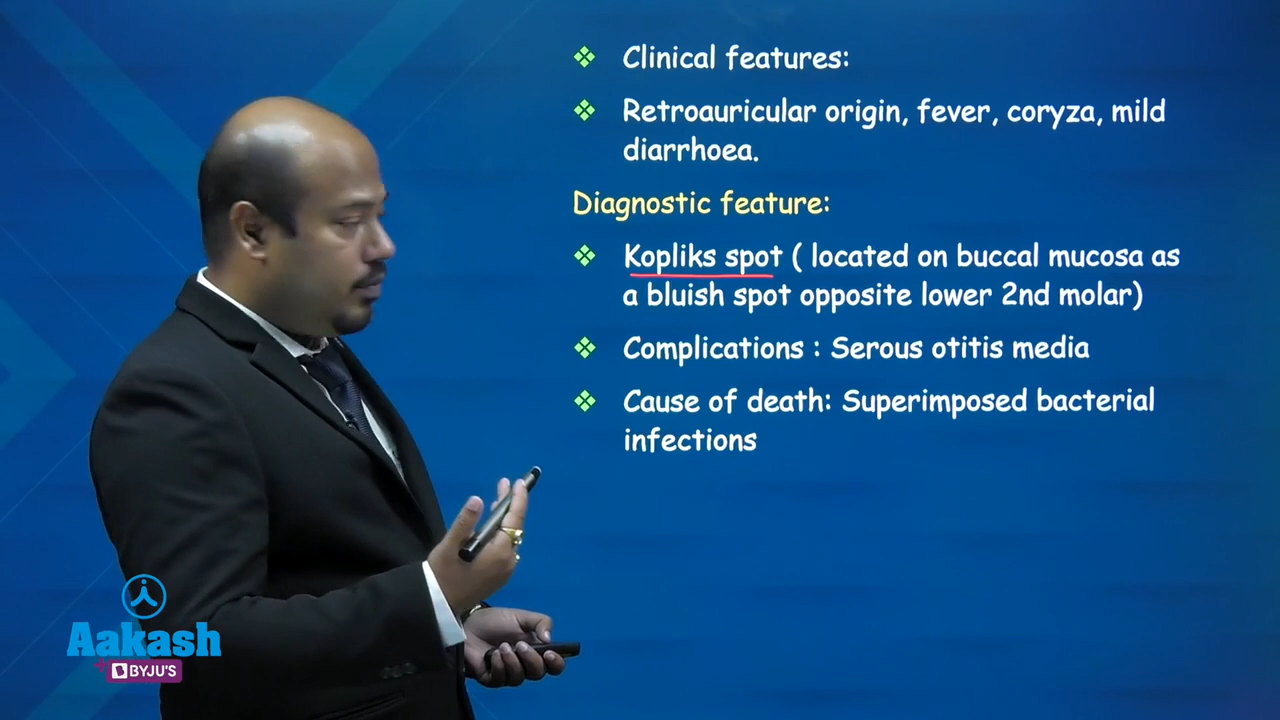 Clinical features:
Retroauricular origin, fever, coryza, mild
diarrhoea.
Diagnostic feature:
Kopliks spot ( located on buccal mucosa as
a bluish spot opposite lower 2nd molar)
Complications : Serous otitis media
Cause of death: Superimposed bacterial
infections
Aakash
+ BYJU'S